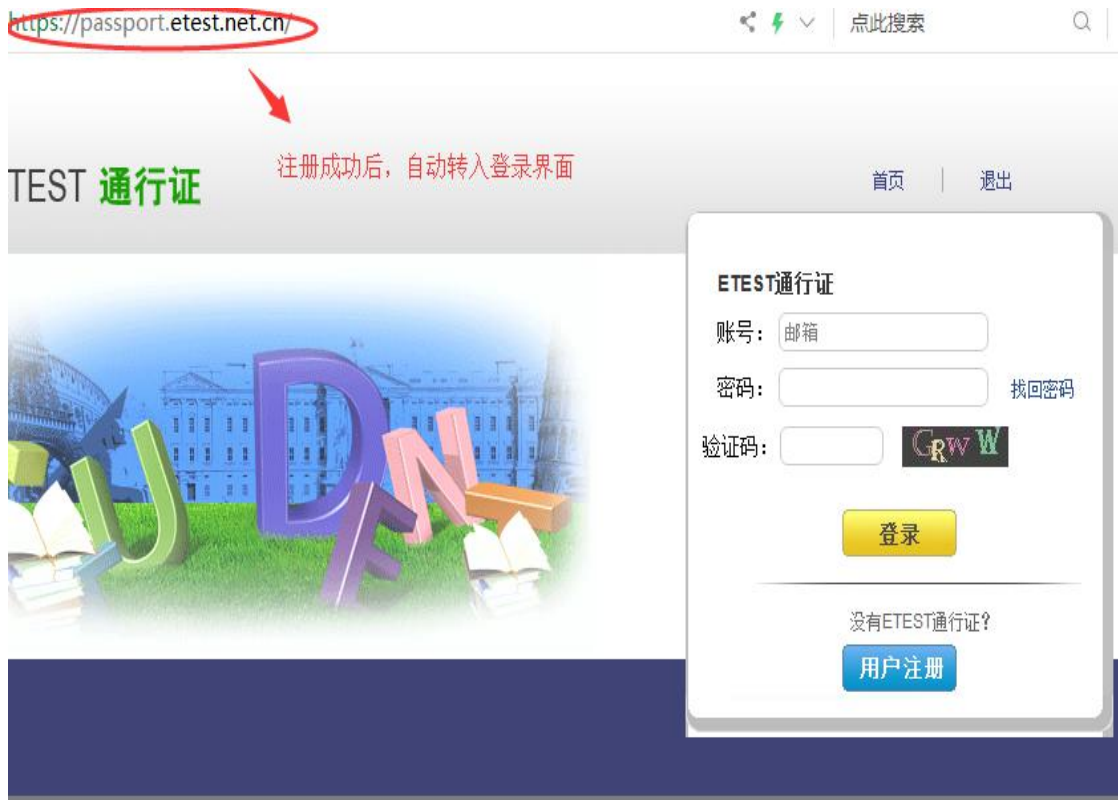 https://passport.etest.net.cn/
点此搜索
注册成功后，自动转入登录界面
TEST 通行证
首页 | 退出
ETEST通行证
账号： 邮箱
密码： 找回密码
验证码： GRWW
登录
没有ETEST通行证?
用户注册
U D E N